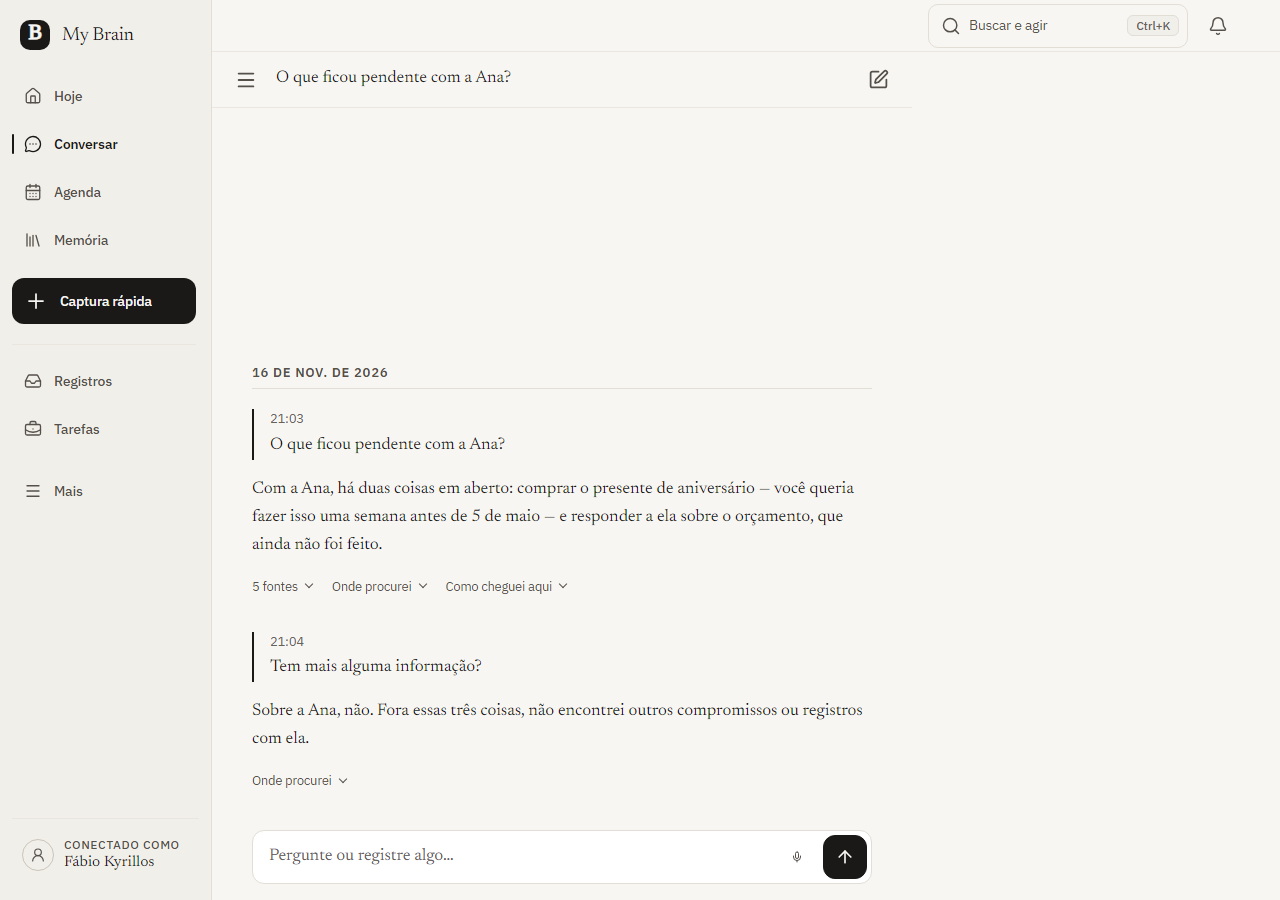 B My Brain
Buscar e agir Ctrl+K
Hoje
Conversar
Agenda
Memória
Captura rápida
Registros
Tarefas
Mais
CONECTADO COMO
Fábio Kyrillos
O que ficou pendente com a Ana?
16 DE NOV. DE 2026
21:03
O que ficou pendente com a Ana?
Com a Ana, há duas coisas em aberto: comprar o presente de aniversário — você queria
fazer isso uma semana antes de 5 de maio — e responder a ela sobre o orçamento, que
ainda não foi feito.
5 fontes Onde procurei Como cheguei aqui
21:04
Tem mais alguma informação?
Sobre a Ana, não. Fora essas três coisas, não encontrei outros compromissos ou registros
com ela.
Onde procurei
Pergunte ou registre algo...